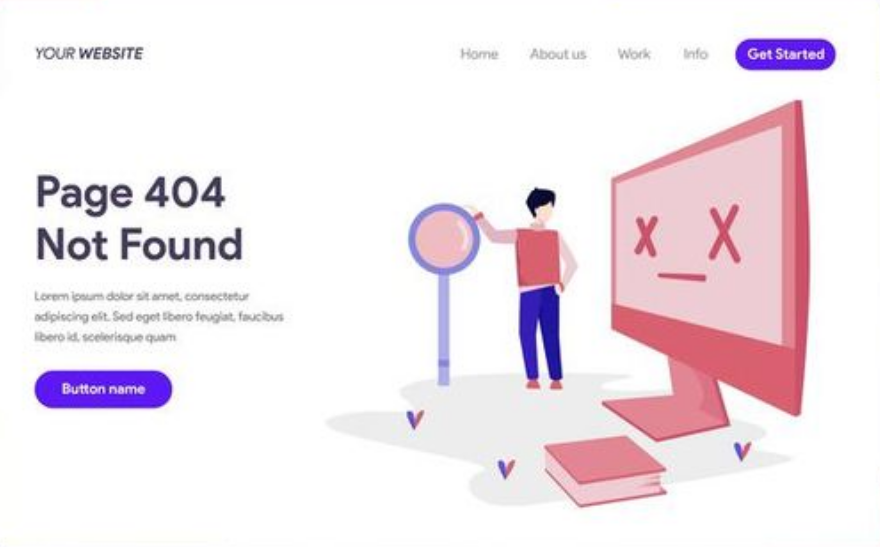 YOUR WEBSITE
Home About us Work Info Get Started
Page 404
Not Found
Lorem ipsum dolor sit amet, consectetur
adipiscing elit. Sed eget libero feugiat, faucibus
libero id, scelerisque quam
Button name